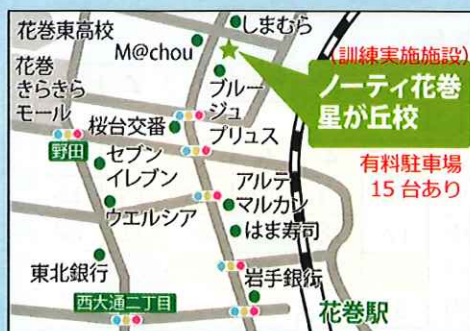 花巻東高校
しまむら
M@chou
(訓練実施施設)
ノーティ花巻
星が丘校
花巻
きらきら
モール
ブルー
ジュ
プリュス
桜台交番
野田
有料駐車場
15台あり
セブン
イレブン
アルテ
マルカン
ウエルシア
はま寿司
東北銀行
岩手銀行
西大通二丁目
花巻駅